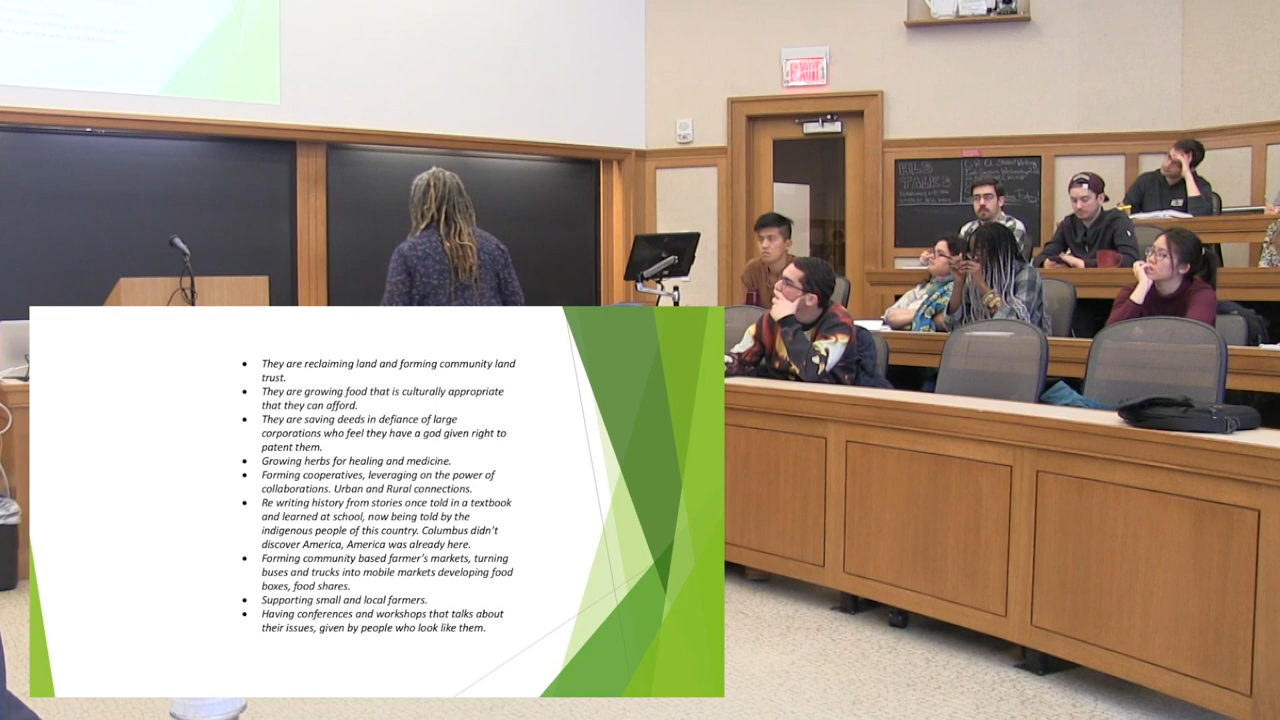 EXIT
HLS
TALKS
• They are reclaiming land and forming community land
trust.
• They are growing food that is culturally appropriate
that they can afford.
• They are saving deeds in defiance of large
corporations who feel they have a god given right to
patent them.
• Growing herbs for healing and medicine.
• Forming cooperatives, leveraging on the power of
collaborations. Urban and Rural connections.
• Re writing history from stories once told in a textbook
and learned at school, now being told by the
indigenous people of this country. Columbus didn't
discover America, America was already here.
• Forming community based farmer's markets, turning
buses and trucks into mobile markets developing food
boxes, food shares.
• Supporting small and local farmers.
• Having conferences and workshops that talks about
their issues, given by people who look like them.